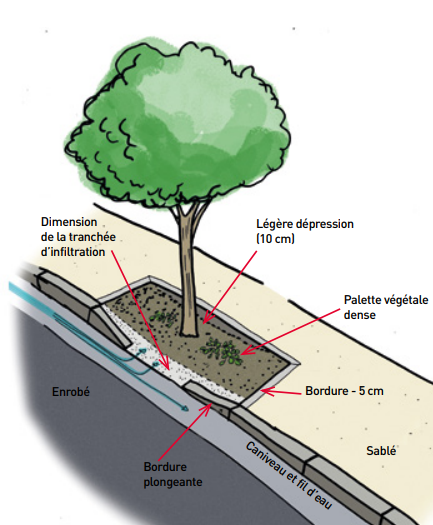 Dimension
de la tranchée
d'infiltration
Légère dépression
(10 cm)
Palette végétale
dense
Enrobé
Bordure - 5 cm
Sablé
Bordure
plongeante
Caniveau et fil d'eau